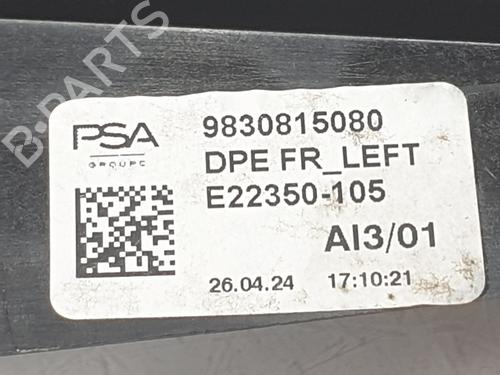 B-PARTS
PSA
GROUPE
9830815080
DPE FR_LEFT
E22350-105
AI3/01
26.04.24 17:10:21